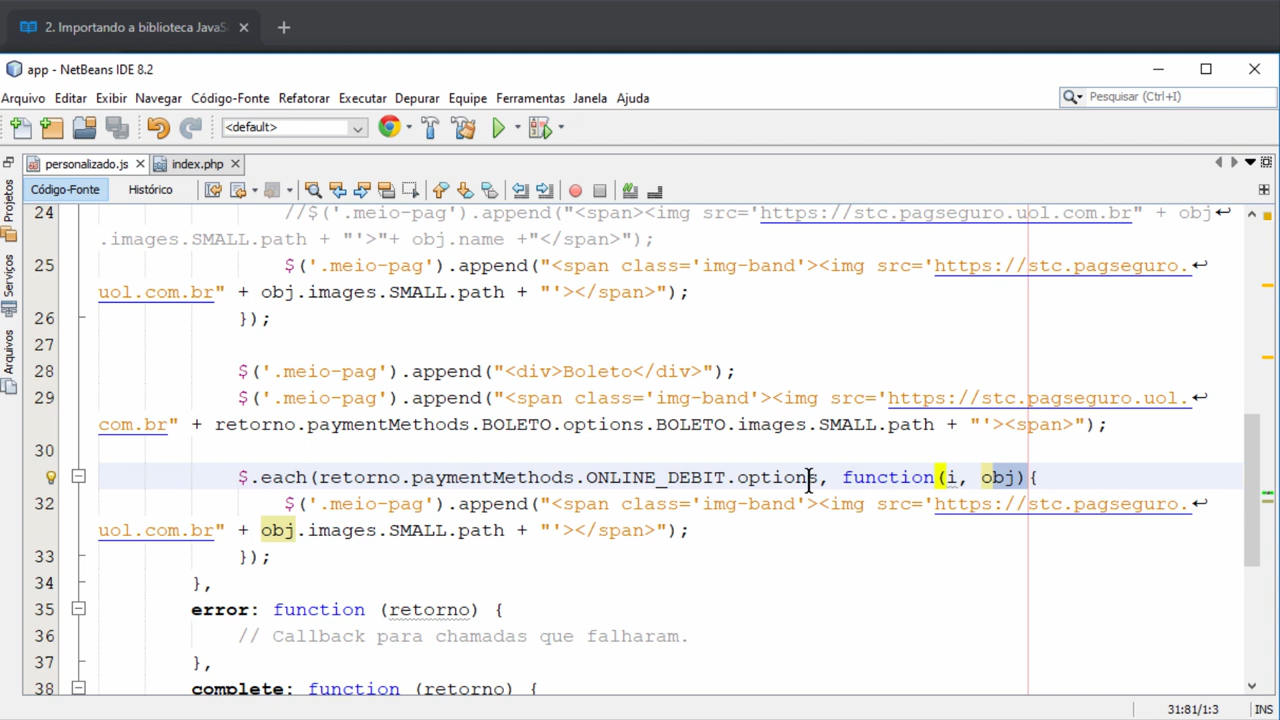 2. Importando a biblioteca JavaS
app - NetBeans IDE 8.2
Arquivo Editar Exibir Navegar Código-Fonte Refatorar Executar Depurar Equipe Ferramentas Janela Ajuda
Pesquisar (Ctrl+I)
<default>
personalizado.js index.php
Código-Fonte Histórico
Projetos
Serviços
Arquivos
24 //$('.meio-pag').append("<span><img src='https://stc.pagseguro.uol.com.br" + obj
.images.SMALL.path + "'>"+ obj.name +"</span>");
25 $('.meio-pag').append("<span class='img-band'><img src='https://stc.pagseguro.
uol.com.br" + obj.images.SMALL.path + "'></span>");
26 });
27
28 $('.meio-pag').append("<div>Boleto</div>");
29 $('.meio-pag').append("<span class='img-band'><img src='https://stc.pagseguro.uol.
com.br" + retorno.paymentMethods.BOLETO.options.BOLETO.images.SMALL.path + "'><span>");
30
$.each(retorno.paymentMethods.ONLINE_DEBIT.options, function(i, obj){
32 $('.meio-pag').append("<span class='img-band'><img src='https://stc.pagseguro.
uol.com.br" + obj.images.SMALL.path + "'></span>");
33 });
34 },
35 error: function (retorno) {
36 // Callback para chamadas que falharam.
37 },
38 complete: function (retorno) {
31:81/1:3 INS